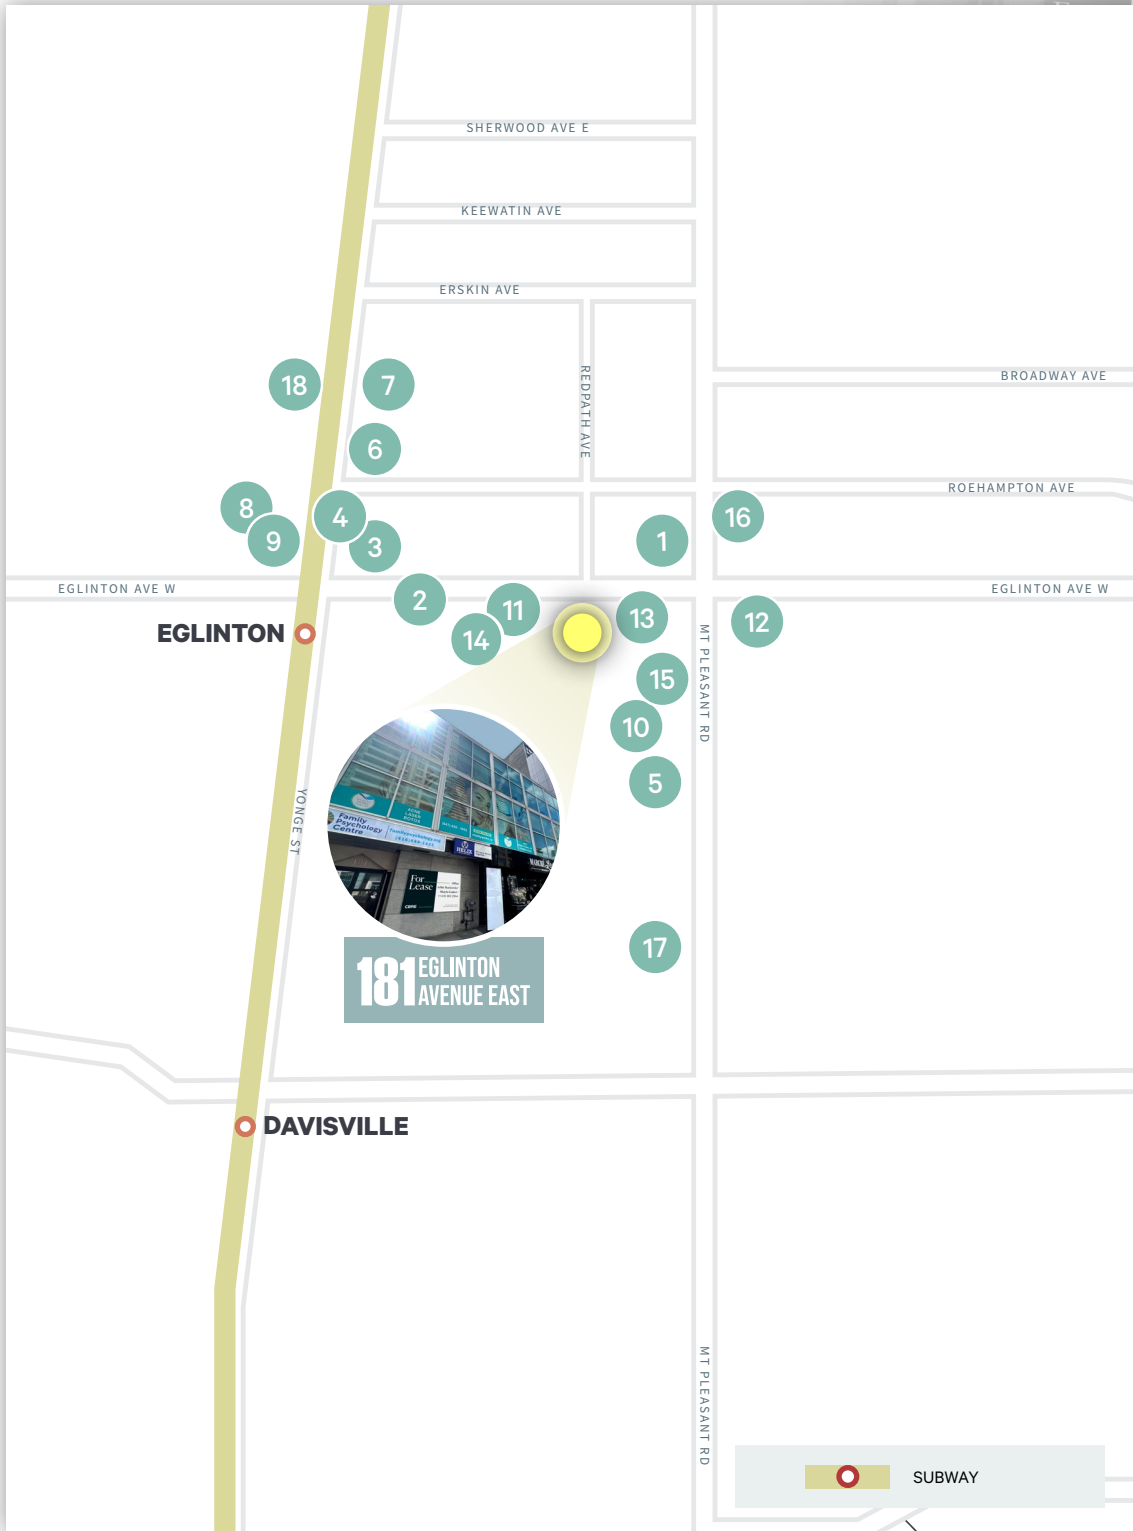 SHERWOOD AVE E
KEEWATIN AVE
ERSKIN AVE
REDPATH AVE
BROADWAY AVE
18
7
6
ROEHAMPTON AVE
8
4
16
9
3
1
EGLINTON AVE W
EGLINTON AVE W
2
11
13
12
14
EGLINTON
MT PLEASANT RD
15
10
5
YONGE ST
Family
Psychology
Centre
For
Lease
CBRE
17
181 EGLINTON
AVENUE EAST
DAVISVILLE
MT PLEASANT RD
SUBWAY